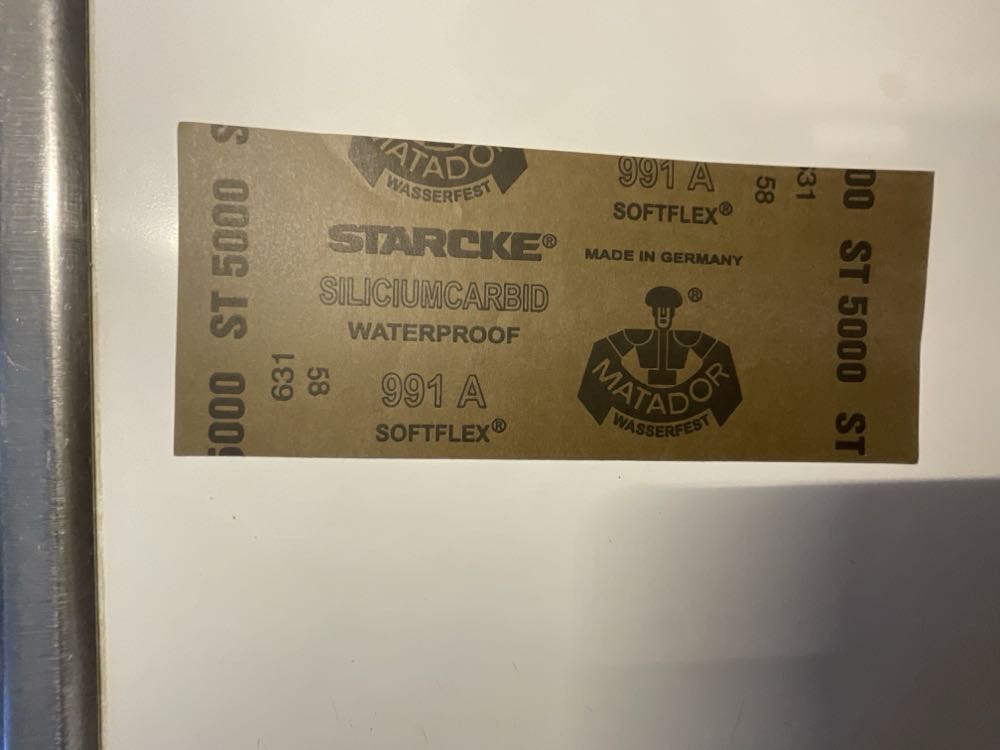 S
ST 5000
5000
631
58
MATADOR
WASSERFEST
STARCKE®
SILICIUMCARBID
WATERPROOF
991 A
SOFTFLEX®
991 A
SOFTFLEX®
MADE IN GERMANY
®
MATADOR
WASSERFEST
58
631
00
ST 5000
ST